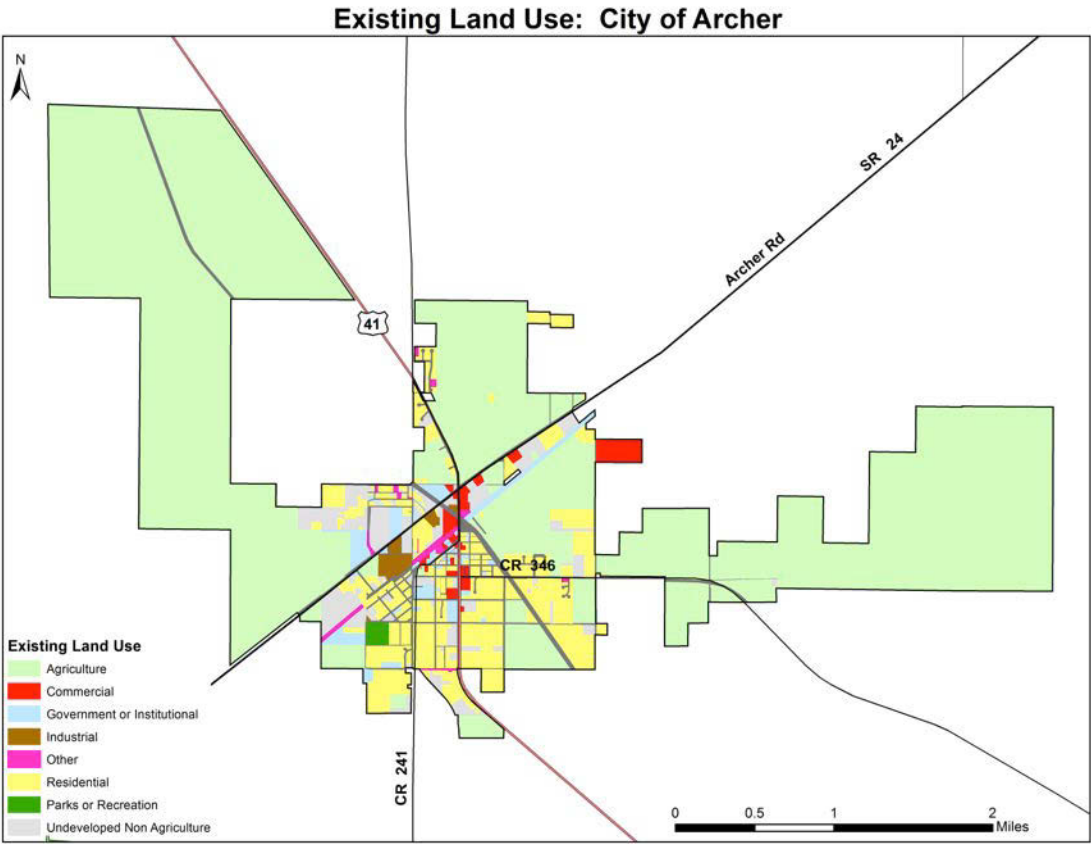 Existing Land Use: City of Archer
N
SR 24
Archer Rd
41
CR 346
Existing Land Use
Agriculture
Commercial
Government or Institutional
Industrial
Other
Residential
Parks or Recreation
Undeveloped Non Agriculture
CR 241
0 0.5 1 2
Miles